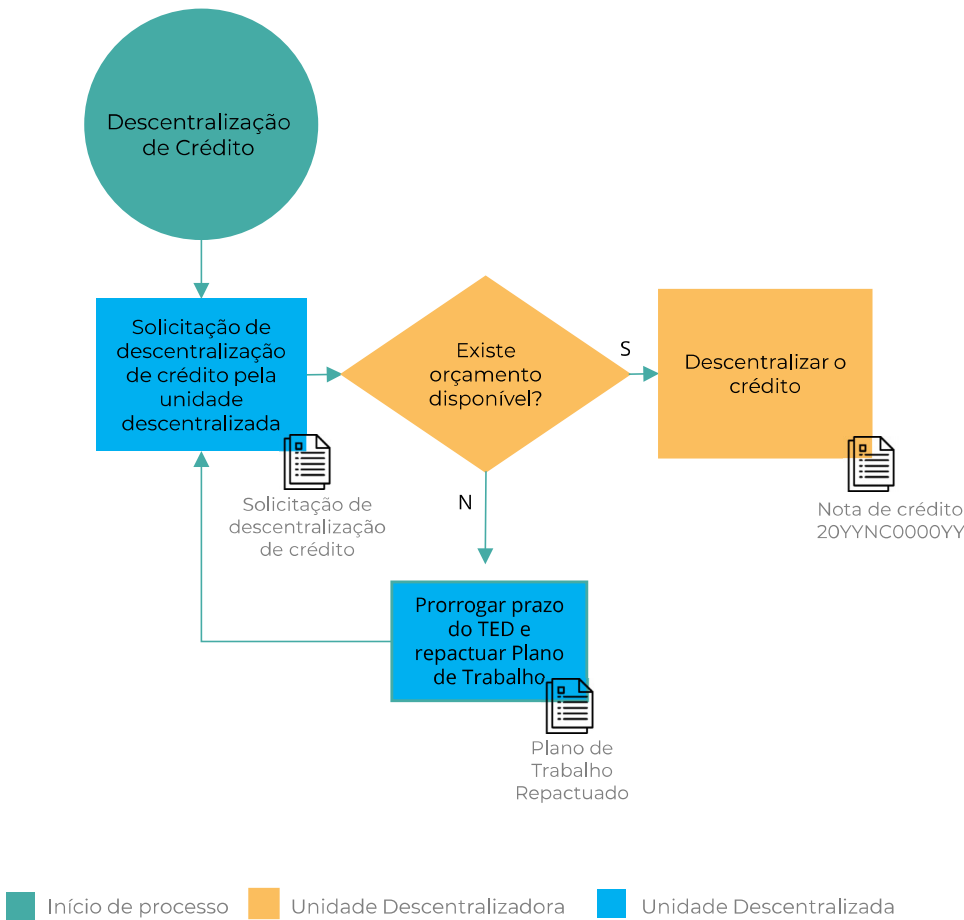 Descentralização
de Crédito
Solicitação de
descentralização
de crédito pela
unidade
descentralizada
Solicitação de
descentralização
de crédito
Existe
orçamento
disponível?
S
N
Descentralizar o
crédito
Nota de crédito
20YYNC0000YY
Prorrogar prazo
do TED e
repactuar Plano
de Trabalho
Plano de
Trabalho
Repactuado
Início de processo
Unidade Descentralizadora
Unidade Descentralizada